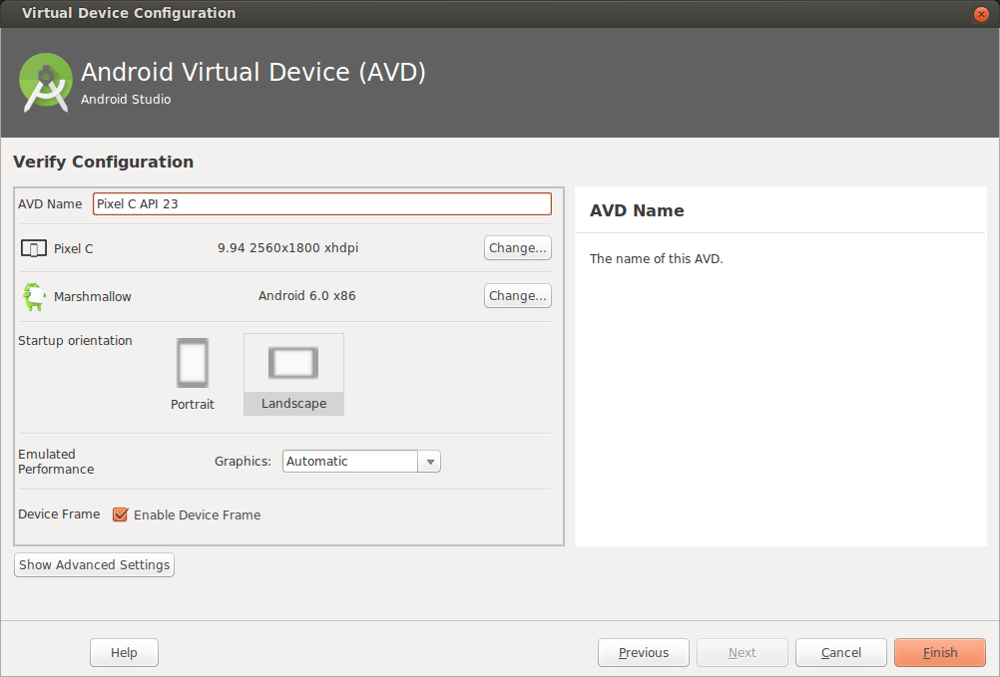 Virtual Device Configuration
Android Virtual Device (AVD)
Android Studio
Verify Configuration
AVD Name Pixel C API 23
Pixel C 9.94 2560x1800 xhdpi Change...
Marshmallow Android 6.0 x86 Change...
Startup orientation
Portrait Landscape
Emulated
Performance
Graphics: Automatic
Device Frame Enable Device Frame
Show Advanced Settings
AVD Name
The name of this AVD.
Help Previous Next Cancel Finish